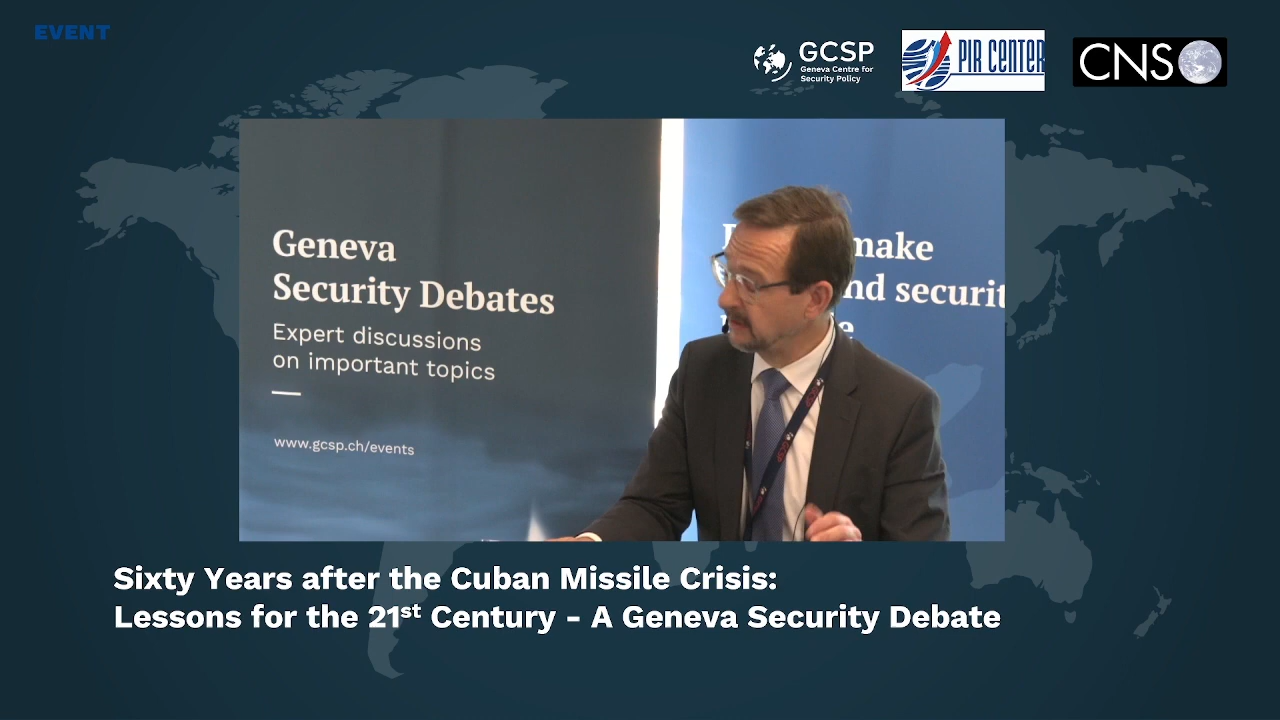 EVENT
GCSP
Geneva Centre for
Security Policy
PIR CENTER
CNS
Geneva
Security Debates
Expert discussions
on important topics
www.gcsp.ch/events
make
nd securit
e
GCSP
Sixty Years after the Cuban Missile Crisis:
Lessons for the 21st Century - A Geneva Security Debate